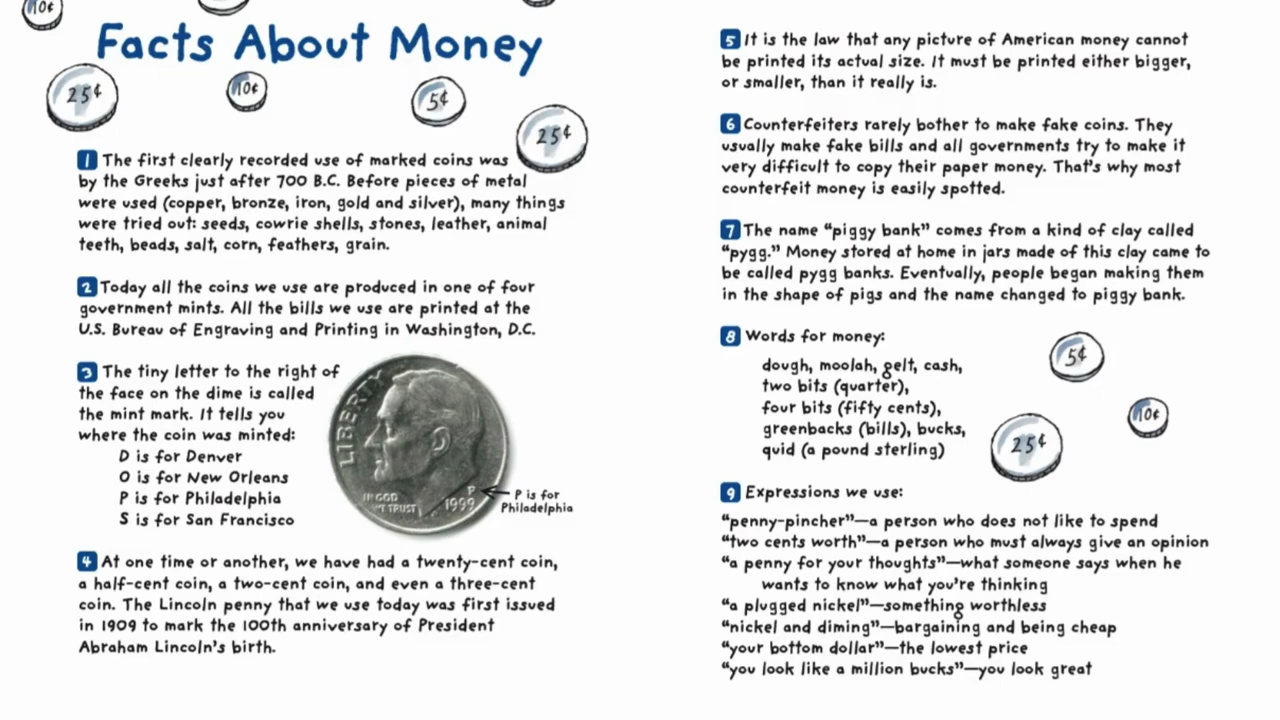 10¢
Facts About Money
25¢
10¢
5¢
25¢
1 The first clearly recorded use of marked coins was
by the Greeks just after 700 B.C. Before pieces of metal
were used (copper, bronze, iron, gold and silver), many things
were tried out: seeds, cowrie shells, stones, leather, animal
teeth, beads, salt, corn, feathers, grain.
2 Today all the coins we use are produced in one of four
government mints. All the bills we use are printed at the
U.S. Bureau of Engraving and Printing in Washington, D.C.
3 The tiny letter to the right of
the face on the dime is called
the mint mark. It tells you
where the coin was minted:
D is for Denver
O is for New Orleans
P is for Philadelphia
S is for San Francisco
LIBERTY
IN GOD
WE TRUST
P
1999
P is for
Philadelphia
4 At one time or another, we have had a twenty-cent coin,
a half-cent coin, a two-cent coin, and even a three-cent
coin. The Lincoln penny that we use today was first issued
in 1909 to mark the 100th anniversary of President
Abraham Lincoln's birth.
5 It is the law that any picture of American money cannot
be printed its actual size. It must be printed either bigger,
or smaller, than it really is.
6 Counterfeiters rarely bother to make fake coins. They
usually make fake bills and all governments try to make it
very difficult to copy their paper money. That's why most
counterfeit money is easily spotted.
7 The name "piggy bank" comes from a kind of clay called
"pygg." Money stored at home in jars made of this clay came to
be called pygg banks. Eventually, people began making them
in the shape of pigs and the name changed to piggy bank.
8 Words for money:
dough, moolah, gelt, cash,
two bits (quarter),
four bits (fifty cents),
greenbacks (bills), bucks,
quid (a pound sterling)
5¢
10¢
25¢
9 Expressions we use:
"penny-pincher"—a person who does not like to spend
"two cents worth"—a person who must always give an opinion
"a penny for your thoughts"—what someone says when he
wants to know what you're thinking
"a plugged nickel"—something worthless
"nickel and diming"—bargaining and being cheap
"your bottom dollar"—the lowest price
"you look like a million bucks"—you look great